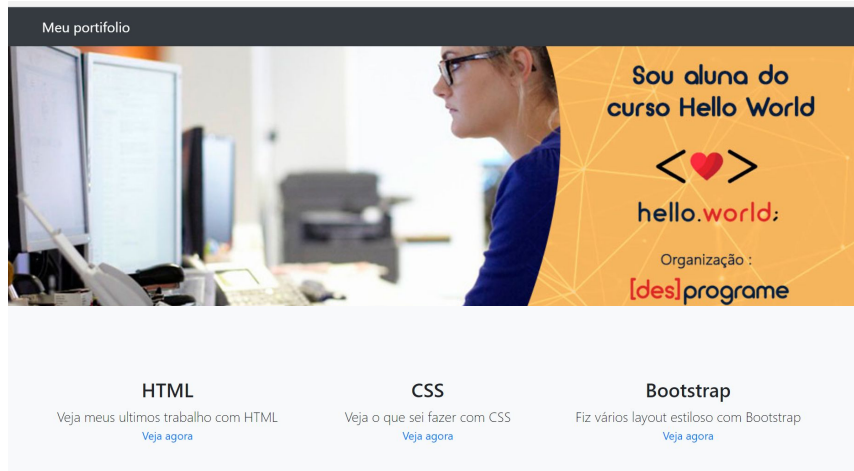 Meu portifolio
Sou aluna do
curso Hello World
hello.world;
Organização :
[des]programe
HTML
Veja meus ultimos trabalho com HTML
Veja agora
CSS
Veja o que sei fazer com CSS
Veja agora
Bootstrap
Fiz vários layout estiloso com Bootstrap
Veja agora